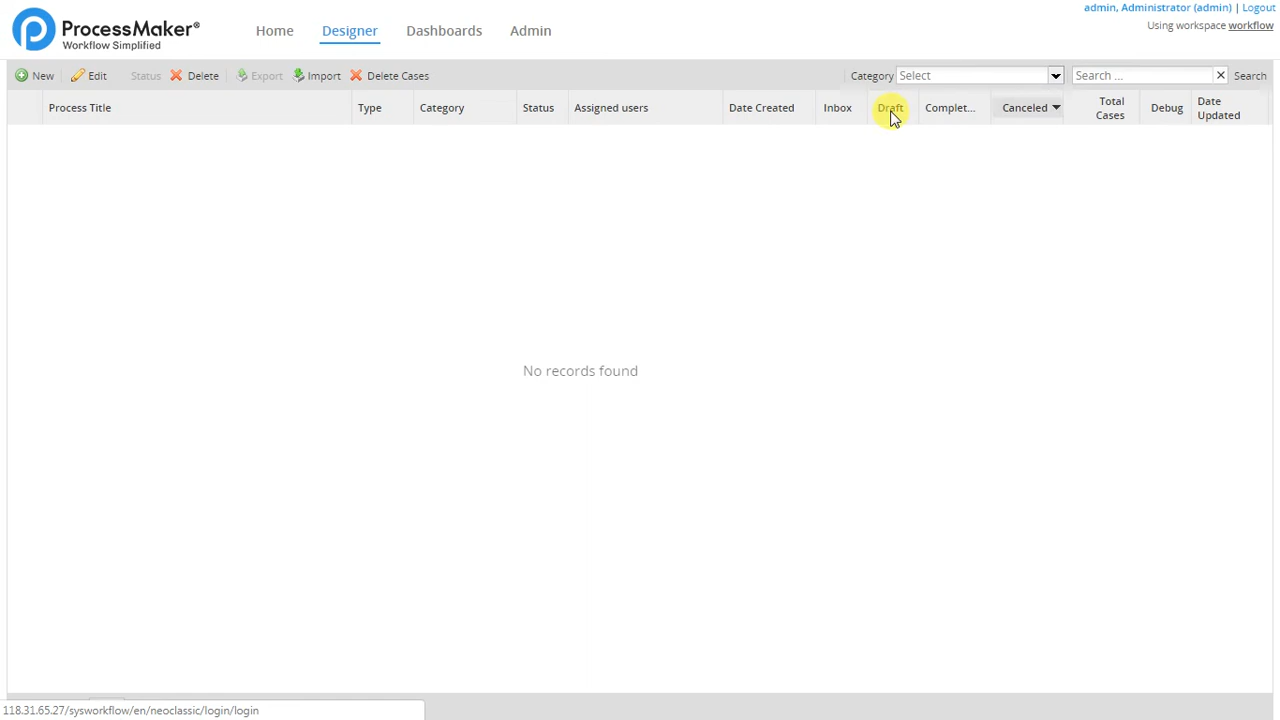 admin, Administrator (admin) | Logout
ProcessMaker®
Workflow Simplified
Home Designer Dashboards Admin
Using workspace workflow
New Edit Status Delete Export Import Delete Cases Category Select Search ... Search
Process Title Type Category Status Assigned users Date Created Inbox Draft Complet... Canceled Total Cases Debug Date Updated
No records found
118.31.65.27/sysworkflow/en/neoclassic/login/login